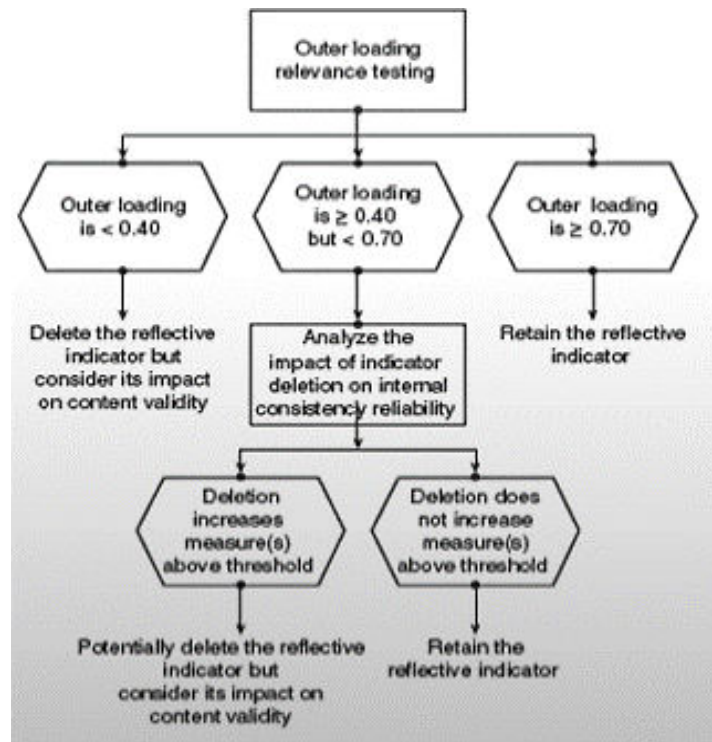 Outer loading
relevance testing
Outer loading
is < 0.40
Outer loading
is ≥ 0.40
but < 0.70
Outer loading
is ≥ 0.70
Delete the reflective
indicator but
consider its impact
on content validity
Analyze the
impact of indicator
deletion on internal
consistency reliability
Retain the reflective
indicator
Deletion
increases
measure(s)
above threshold
Deletion does
not increase
measure(s)
above threshold
Potentially delete the reflective
indicator but
consider its impact on
content validity
Retain the
reflective indicator